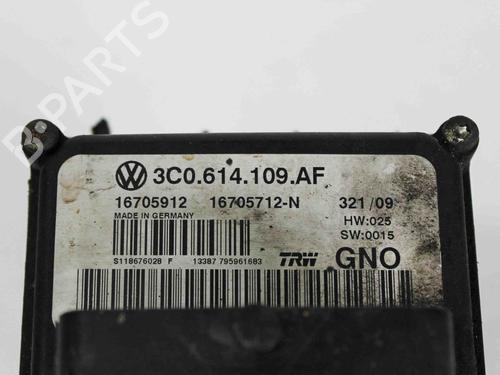 B PARTS
3C0.614.109.AF
16705912 16705712-N 321/09
MADE IN GERMANY HW:025
SW:0015
S118676028 F 13387 795961683 TRW GNO